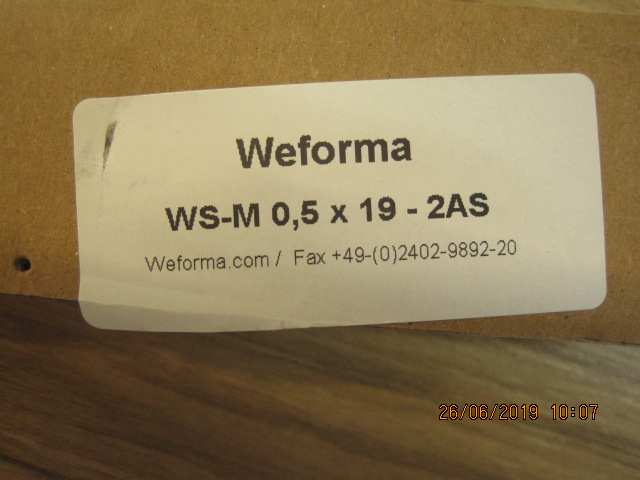 Weforma
WS-M 0,5 x 19 - 2AS
Weforma.com / Fax +49-(0)2402-9892-20
26/06/2019 10:07